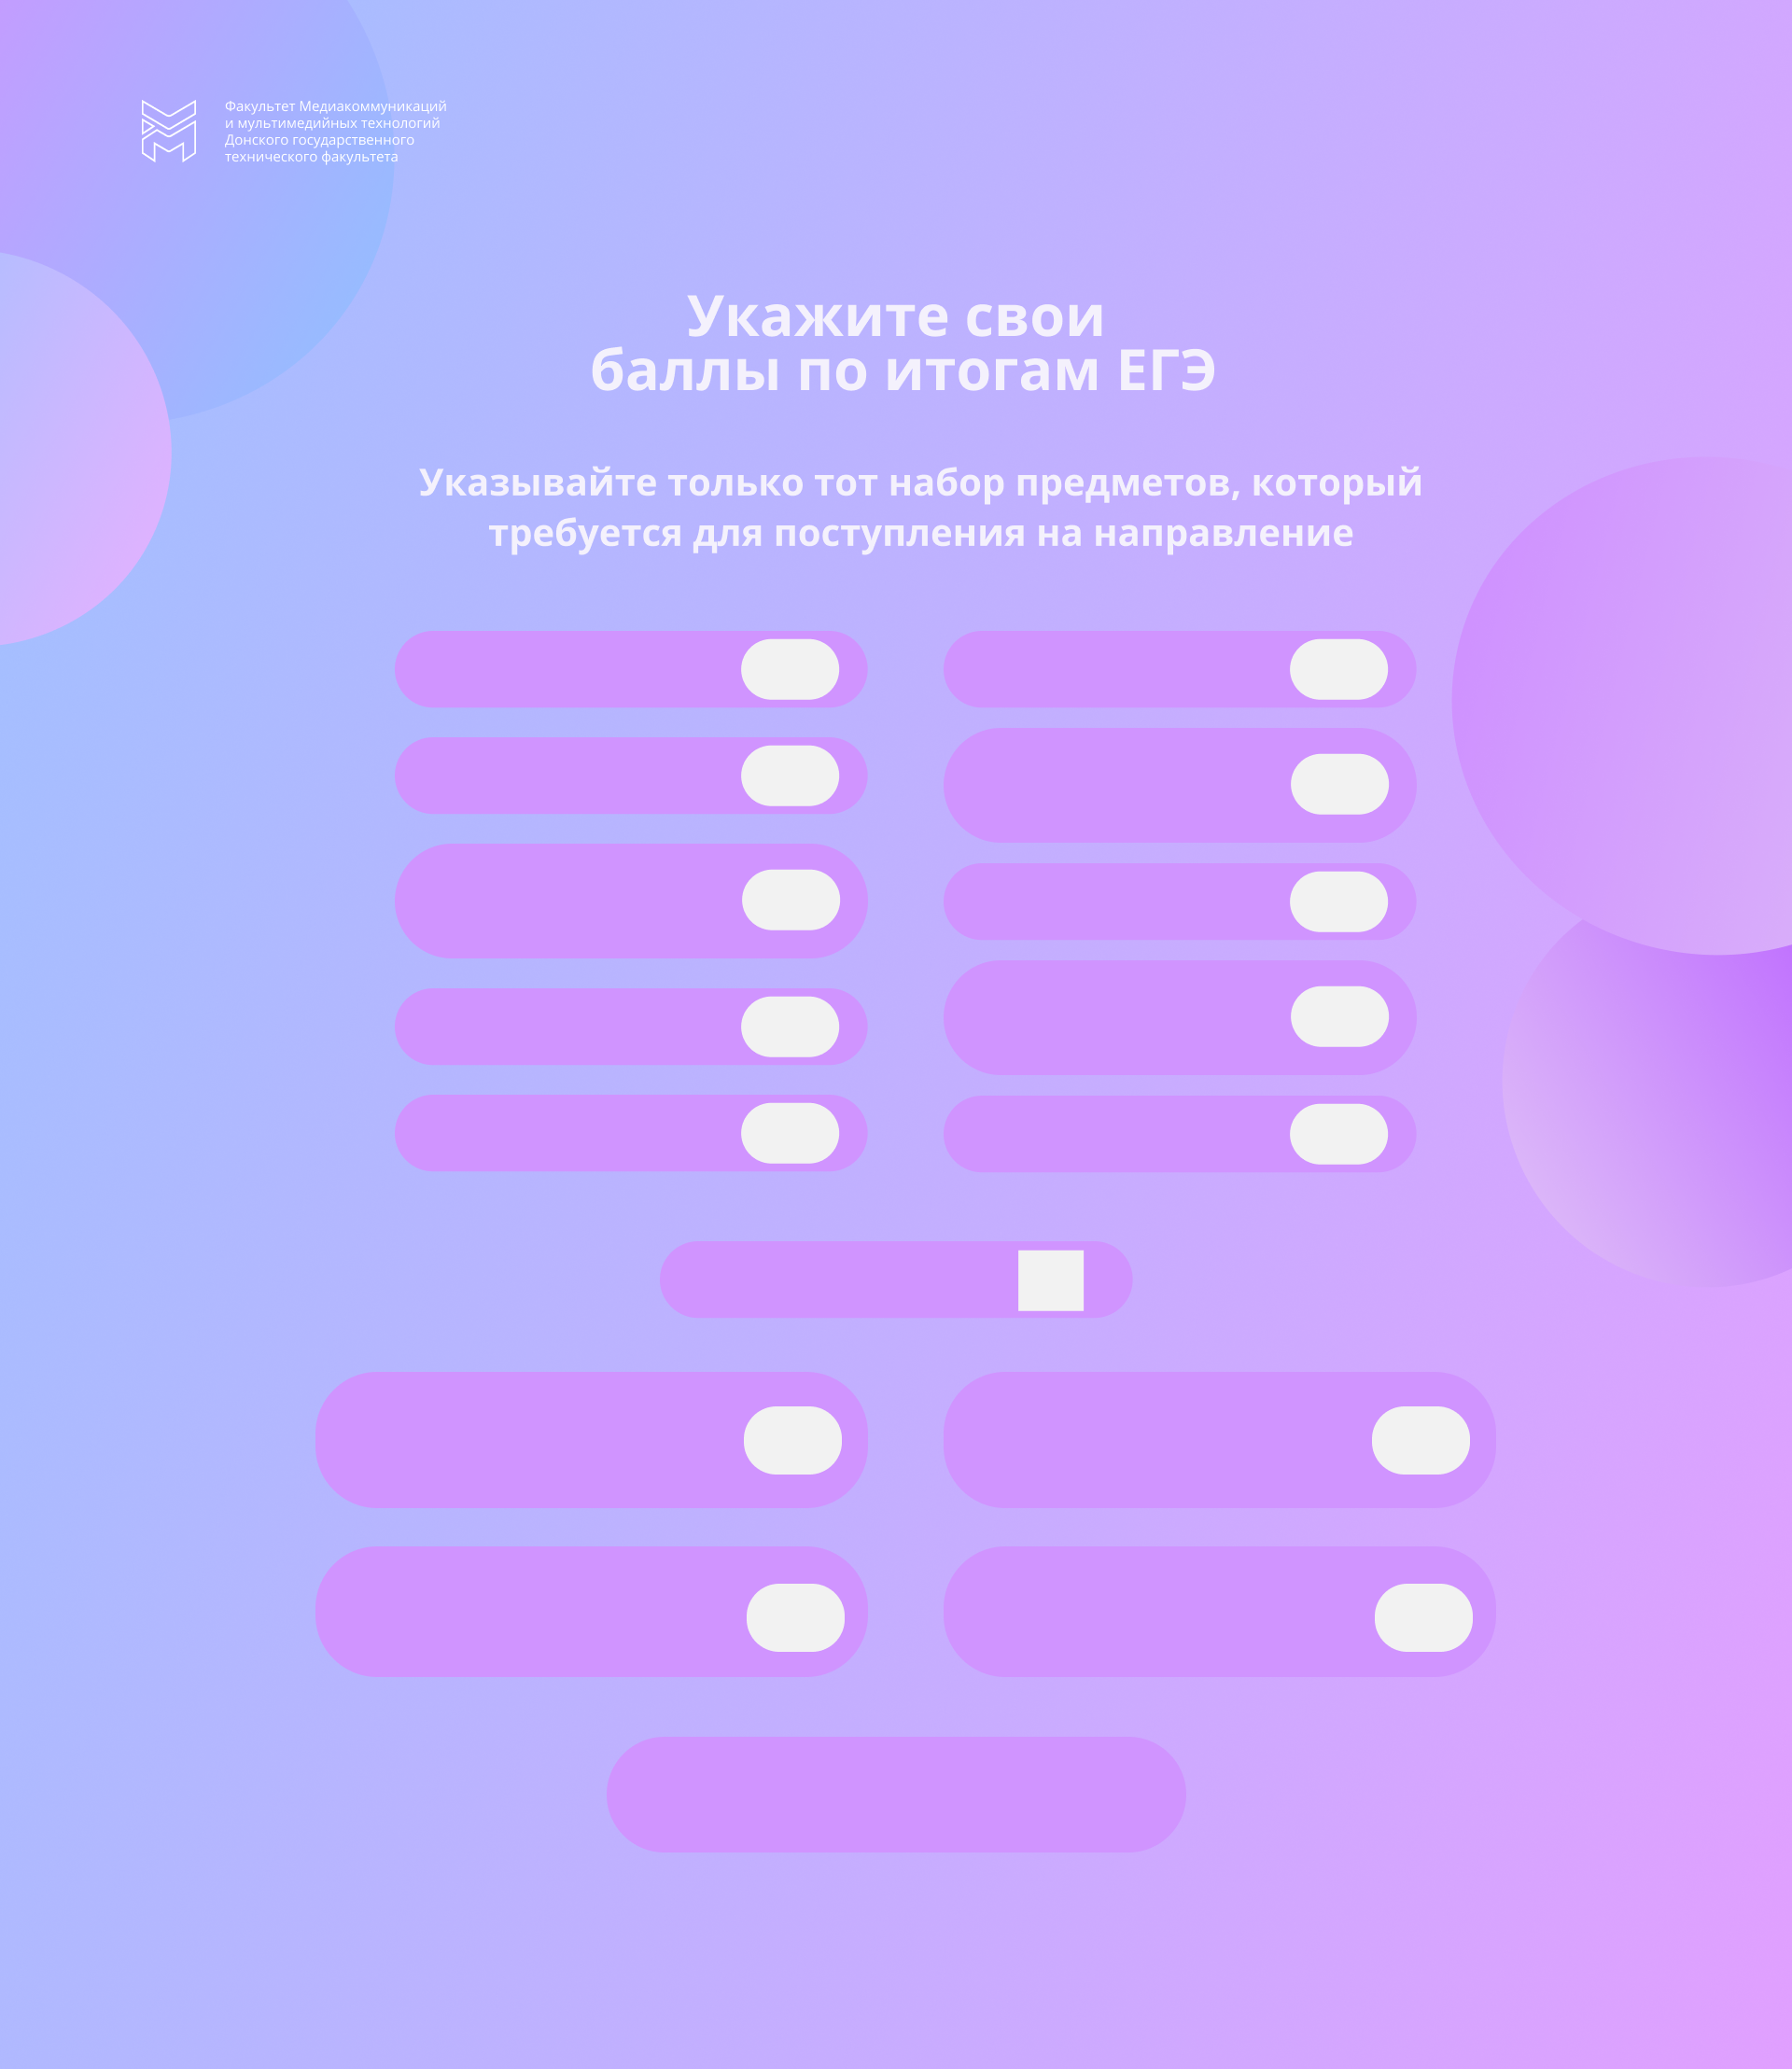 Факультет Медиакоммуникаций
и мультимедийных технологий
Донского государственного
технического факультета
Укажите свои
баллы по итогам ЕГЭ
Указывайте только тот набор предметов, который
требуется для поступления на направление